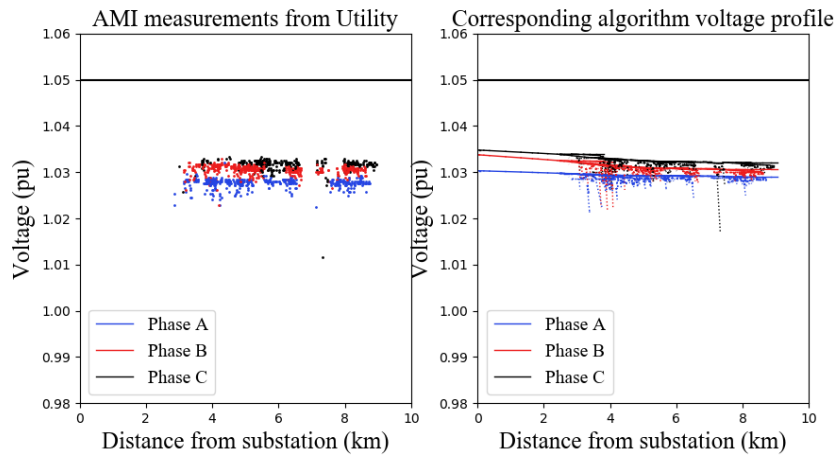 AMI measurements from Utility
1.06
1.05
1.04
1.03
1.02
1.01
1.00
0.99
0.98
Voltage (pu)
Phase A
Phase B
Phase C
0 2 4 6 8 10
Distance from substation (km)
Corresponding algorithm voltage profile
1.06
1.05
1.04
1.03
1.02
1.01
1.00
0.99
0.98
Voltage (pu)
Phase A
Phase B
Phase C
0 2 4 6 8 10
Distance from substation (km)